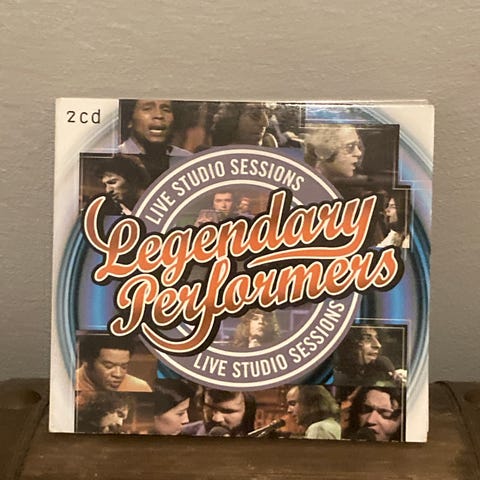 2cd
LIVE STUDIO SESSIONS
Legendary
Performers
LIVE STUDIO SESSIONS